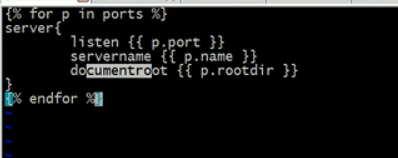 {% for p in ports %}
server{
listen {{ p.port }}
servername {{ p.name }}
documentroot {{ p.rootdir }}
}
{% endfor %}
~
~
~